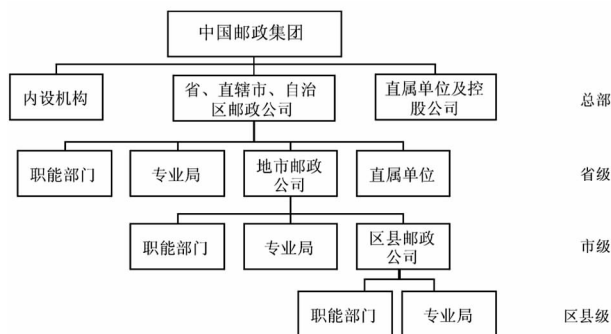 中国邮政集团
内设机构
省、直辖市、自治
区邮政公司
直属单位及控
股公司
总部
职能部门
专业局
地市邮政
公司
直属单位
省级
职能部门
专业局
区县邮政
公司
市级
职能部门
专业局
区县级